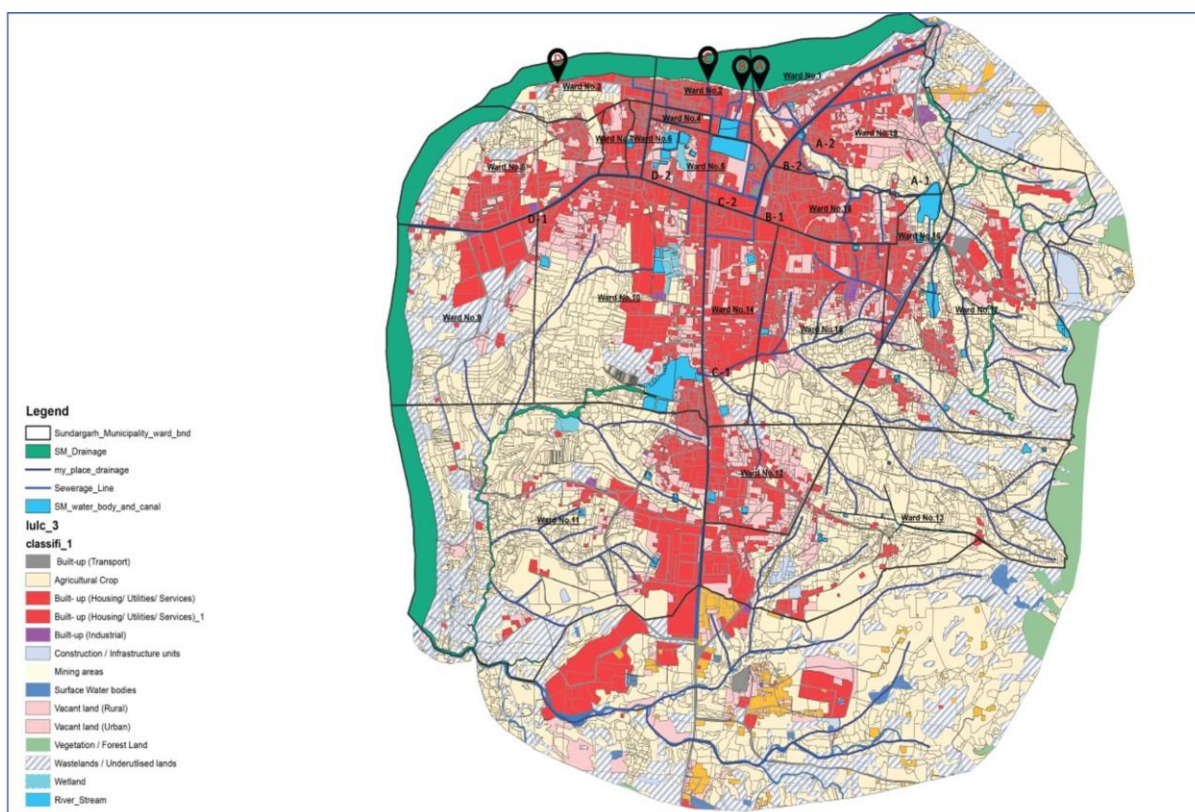 Ward No.1
Ward No.3
Ward No.2
Ward No.4
Ward No.19
Ward No.6
A-2
Ward No.5
B-2
D-2
A-1
C-2
B-1
D-1
Ward No.16
Ward No.10
Ward No.9
Ward No.14
Ward No.17
C-1
Ward No.12
Ward No.11
Ward No.13
Legend
Sundargarh_Municipality_ward_bnd
SM_Drainage
my_place_drainage
Sewerage_Line
SM_water_body_and_canal
lulc_3
classifi_1
Built-up (Transport)
Agricultural Crop
Built- up (Housing/ Utilities/ Services)
Built- up (Housing/ Utilities/ Services)_1
Built-up (Industrial)
Construction / Infrastructure units
Mining areas
Surface Water bodies
Vacant land (Rural)
Vacant land (Urban)
Vegetation / Forest Land
Wastelands / Underutlised lands
Wetland
River_Stream